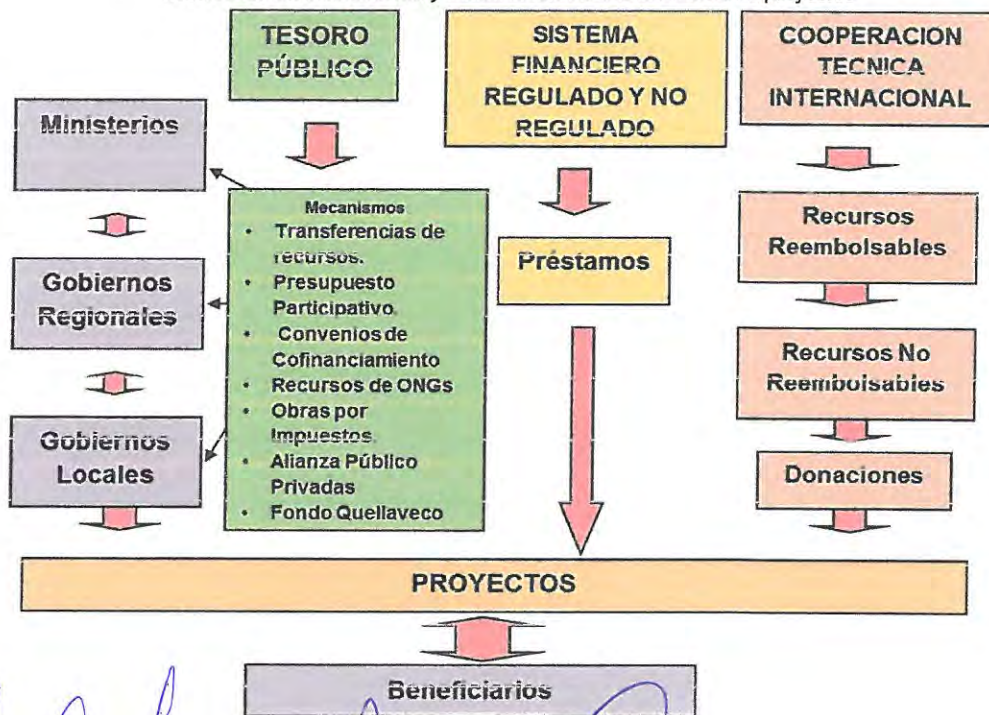 TESORO
PÚBLICO
SISTEMA
FINANCIERO
REGULADO Y NO
REGULADO
COOPERACION
TECNICA
INTERNACIONAL
Ministerios
Gobiernos
Regionales
Gobiernos
Locales
Mecanismos
• Transferencias de
recursos.
• Presupuesto
Participativo.
• Convenios de
Cofinanciamiento
• Recursos de ONGs
• Obras por
Impuestos.
• Alianza Público
Privadas
• Fondo Quellaveco
Préstamos
Recursos
Reembolsables
Recursos No
Reembolsables
Donaciones
PROYECTOS
Beneficiarios